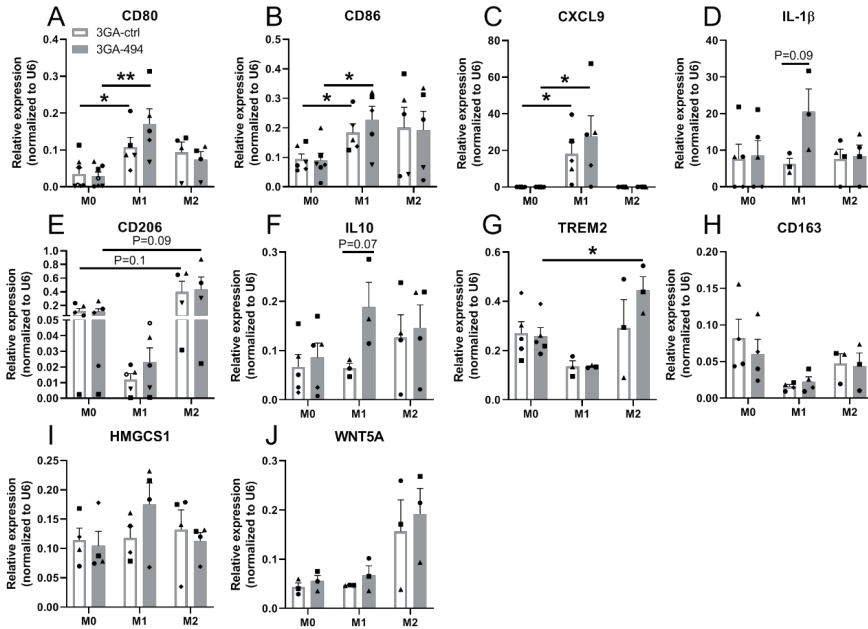 A
CD80
3GA-ctrl
3GA-494
Relative expression
(normalized to U6)
0.4
0.3
0.2
0.1
0.0
*
**
M0 M1 M2
B
CD86
Relative expression
(normalized to U6)
0.6
0.4
0.2
0.0
*
*
M0 M1 M2
C
CXCL9
Relative expression
(normalized to U6)
80
60
40
20
0
*
*
M0 M1 M2
D
IL-1β
Relative expression
(normalized to U6)
40
30
20
10
0
P=0.09
M0 M1 M2
E
CD206
Relative expression
(normalized to U6)
1.0
0.8
0.6
0.4
0.2
0.05
0.04
0.03
0.02
0.01
0.00
P=0.09
P=0.1
M0 M1 M2
F
IL10
Relative expression
(normalized to U6)
0.3
0.2
0.1
0.0
P=0.07
M0 M1 M2
G
TREM2
Relative expression
(normalized to U6)
0.6
0.4
0.2
0.0
*
M0 M1 M2
H
CD163
Relative expression
(normalized to U6)
0.20
0.15
0.10
0.05
0.00
M0 M1 M2
I
HMGCS1
Relative expression
(normalized to U6)
0.25
0.20
0.15
0.10
0.05
0.00
M0 M1 M2
J
WNT5A
Relative expression
(normalized to U6)
0.3
0.2
0.1
0.0
M0 M1 M2